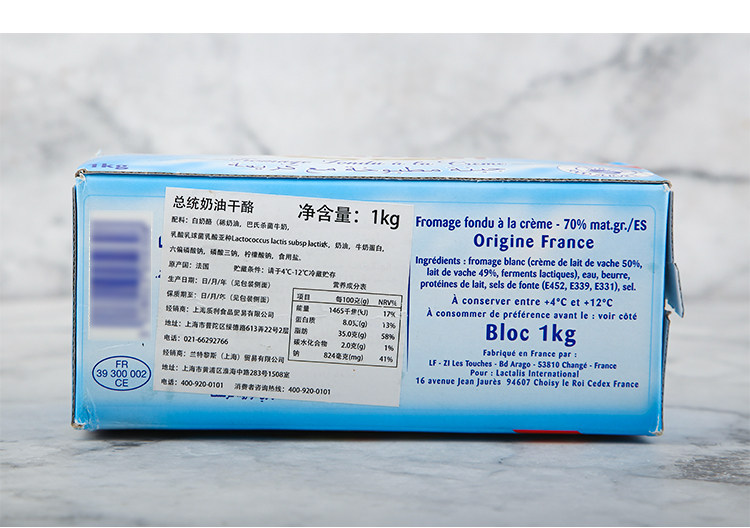 1kg
Fromage fondu à la Crème
总统奶油干酪 净含量：1kg
配料：白奶酪（稀奶油，巴氏杀菌牛奶，
乳酸乳球菌乳酸亚种Lactococcus lactis subsp lactis水，奶油，牛奶蛋白，
六偏磷酸钠，磷酸三钠，柠檬酸钠，食用盐。
原产国：法国 贮藏条件：请于4℃-12℃冷藏贮存
生产日期：日/月/年（见包装侧面）
保质期至：日/月/年（见包装侧面）
经销商：上海炼利食品贸易有限公司
地址：上海市普陀区绥德路613弄22号2层
电话：021-66292766
经销商：兰特黎斯（上海）贸易有限公司
地址：上海市黄浦区淮海中路283号1508室
电话：400-920-0101 消费者咨询热线：400-920-0101
营养成分表
项目 每100克(g) NRV%
能量 1465千焦(kJ) 17%
蛋白质 8.0克(g) 13%
脂肪 35.0克(g) 58%
碳水化合物 2.0克(g) 1%
钠 824毫克(mg) 41%
FR
39 300 002
CE
Fromage fondu à la crème - 70% mat.gr./ES
Origine France
Ingrédients : fromage blanc (crème de lait de vache 50%,
lait de vache 49%, ferments lactiques), eau, beurre,
protéines de lait, sels de fonte (E452, E339, E331), sel.
À conserver entre +4°C et +12°C
À consommer de préférence avant le : voir côté
Bloc 1kg
Fabriqué en France par :
LF - ZI Les Touches - Bd Arago - 53810 Changé - France
Pour : Lactalis International
16 avenue Jean Jaurès 94607 Choisy le Roi Cedex France